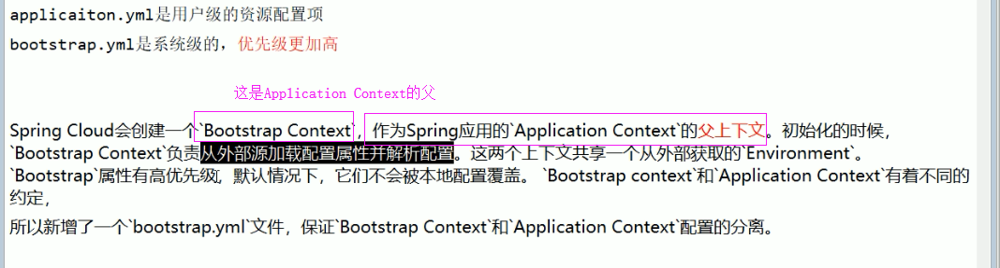 applicaiton.yml是用户级的资源配置项
bootstrap.yml是系统级的，优先级更加高
这是Application Context的父
Spring Cloud会创建一个`Bootstrap Context`，作为Spring应用的`Application Context`的父上下文。初始化的时候，
`Bootstrap Context`负责从外部源加载配置属性并解析配置。这两个上下文共享一个从外部获取的`Environment`。
`Bootstrap`属性有高优先级，默认情况下，它们不会被本地配置覆盖。 `Bootstrap context`和`Application Context`有着不同的
约定，
所以新增了一个`bootstrap.yml`文件，保证`Bootstrap Context`和`Application Context`配置的分离。